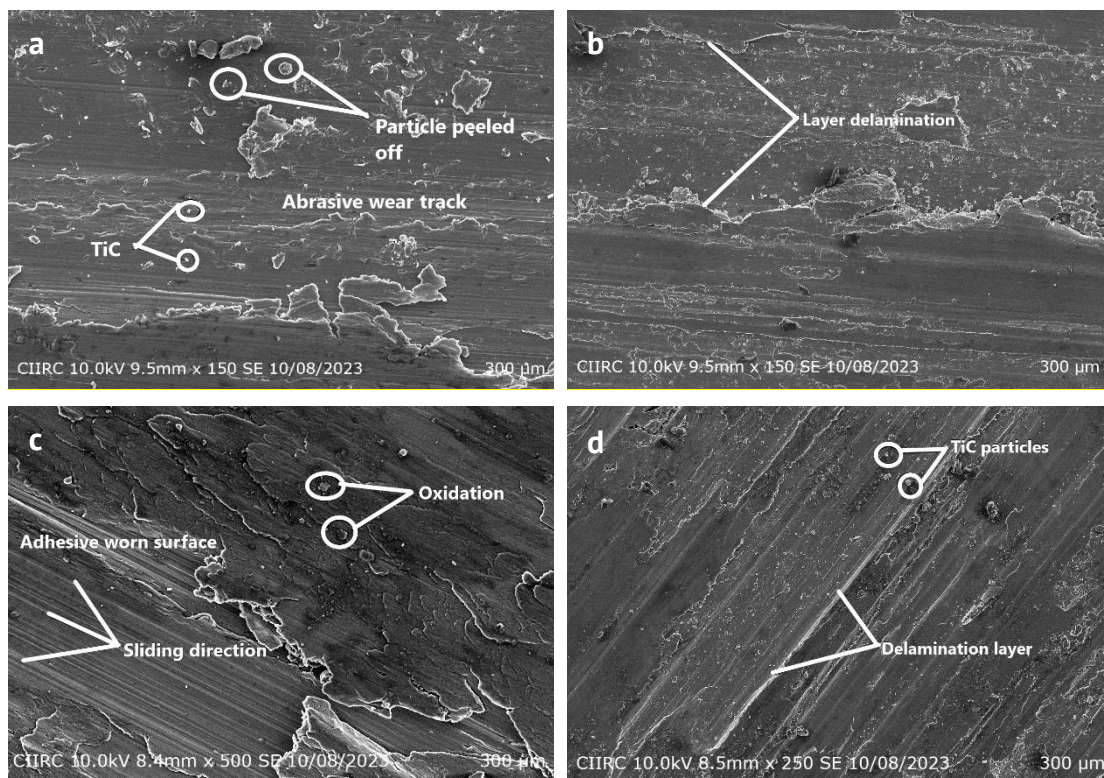 a
Particle peeled
off
Abrasive wear track
TiC
CIIRC 10.0kV 9.5mm x 150 SE 10/08/2023 300 µm
b
Layer delamination
CIIRC 10.0kV 9.5mm x 150 SE 10/08/2023 300 µm
c
Oxidation
Adhesive worn surface
Sliding direction
CIIRC 10.0kV 8.4mm x 500 SE 10/08/2023 300 µm
d
TiC particles
Delamination layer
CIIRC 10.0kV 8.5mm x 250 SE 10/08/2023 300 µm